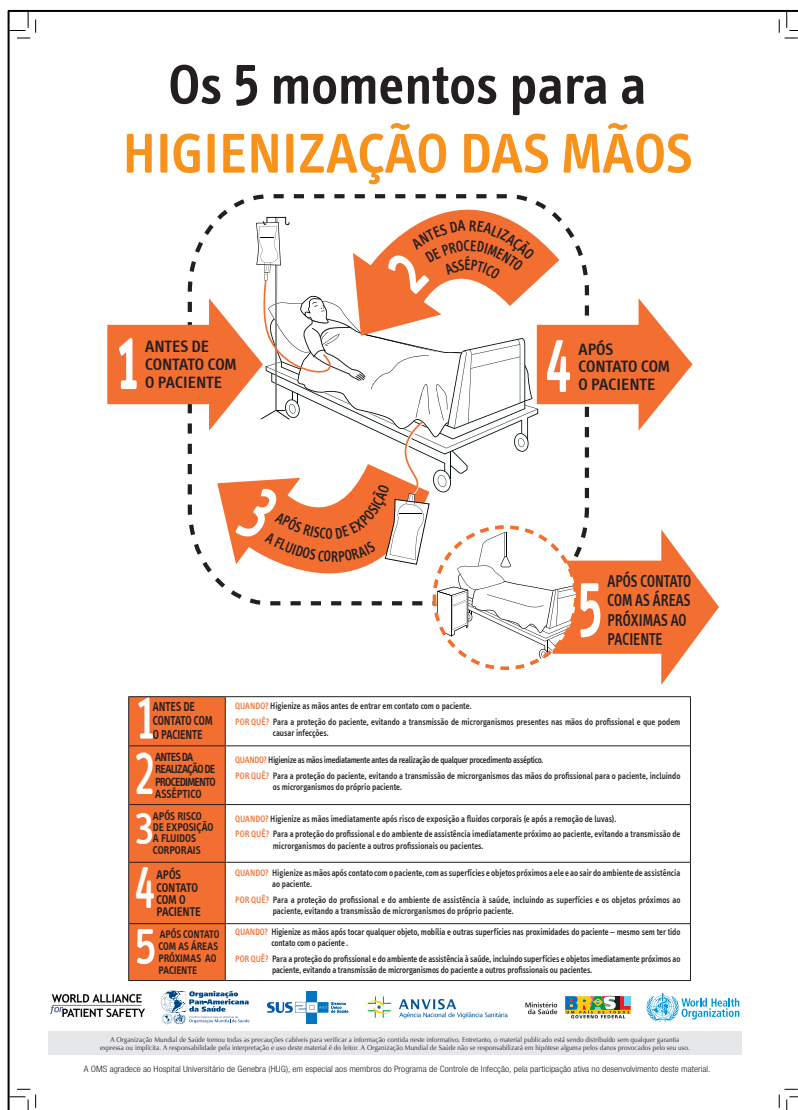 Os 5 momentos para a
HIGIENIZAÇÃO DAS MÃOS
1 ANTES DE
CONTATO COM
O PACIENTE
2 ANTES DA REALIZAÇÃO
DE PROCEDIMENTO
ASSÉPTICO
3 APÓS RISCO DE EXPOSIÇÃO
A FLUIDOS CORPORAIS
4 APÓS
CONTATO COM
O PACIENTE
5 APÓS CONTATO
COM AS ÁREAS
PRÓXIMAS AO
PACIENTE
1 ANTES DE
CONTATO COM
O PACIENTE
QUANDO? Higienize as mãos antes de entrar em contato com o paciente.
POR QUÊ? Para a proteção do paciente, evitando a transmissão de microrganismos presentes nas mãos do profissional e que podem
causar infecções.
2 ANTES DA
REALIZAÇÃO DE
PROCEDIMENTO
ASSÉPTICO
QUANDO? Higienize as mãos imediatamente antes da realização de qualquer procedimento asséptico.
POR QUÊ? Para a proteção do paciente, evitando a transmissão de microrganismos das mãos do profissional para o paciente, incluindo
os microrganismos do próprio paciente.
3 APÓS RISCO
DE EXPOSIÇÃO
A FLUIDOS
CORPORAIS
QUANDO? Higienize as mãos imediatamente após risco de exposição a fluidos corporais (e após a remoção de luvas).
POR QUÊ? Para a proteção do profissional e do ambiente de assistência imediatamente próximo ao paciente, evitando a transmissão de
microrganismos do paciente a outros profissionais ou pacientes.
4 APÓS
CONTATO
COM O
PACIENTE
QUANDO? Higienize as mãos após contato com o paciente, com as superfícies e objetos próximos a ele e ao sair do ambiente de assistência
ao paciente.
POR QUÊ? Para a proteção do profissional e do ambiente de assistência à saúde, incluindo as superfícies e os objetos próximos ao
paciente, evitando a transmissão de microrganismos do próprio paciente.
5 APÓS CONTATO
COM AS ÁREAS
PRÓXIMAS AO
PACIENTE
QUANDO? Higienize as mãos após tocar qualquer objeto, mobília e outras superfícies nas proximidades do paciente – mesmo sem ter tido
contato com o paciente .
POR QUÊ? Para a proteção do profissional e do ambiente de assistência à saúde, incluindo superfícies e objetos imediatamente próximos ao
paciente, evitando a transmissão de microrganismos do paciente a outros profissionais ou pacientes.
WORLD ALLIANCE
for PATIENT SAFETY
Organização
Pan-Americana
da Saúde
Organização Mundial da Saúde
SUS 20
Sistema
Único
de Saúde
ANVISA
Agência Nacional de Vigilância Sanitária
Ministério
da Saúde
BRASIL
UM PAÍS DE TODOS
GOVERNO FEDERAL
World Health
Organization
A Organização Mundial de Saúde tomou todas as precauções cabíveis para verificar a informação contida neste informativo. Entretanto, o material publicado está sendo distribuído sem qualquer garantia
expressa ou implícita. A responsabilidade pela interpretação e uso deste material é do leitor. A Organização Mundial de Saúde não se responsabilizará em hipótese alguma pelos danos provocados pelo seu uso.
A OMS agradece ao Hospital Universitário de Genebra (HUG), em especial aos membros do Programa de Controle de Infecção, pela participação ativa no desenvolvimento deste material.